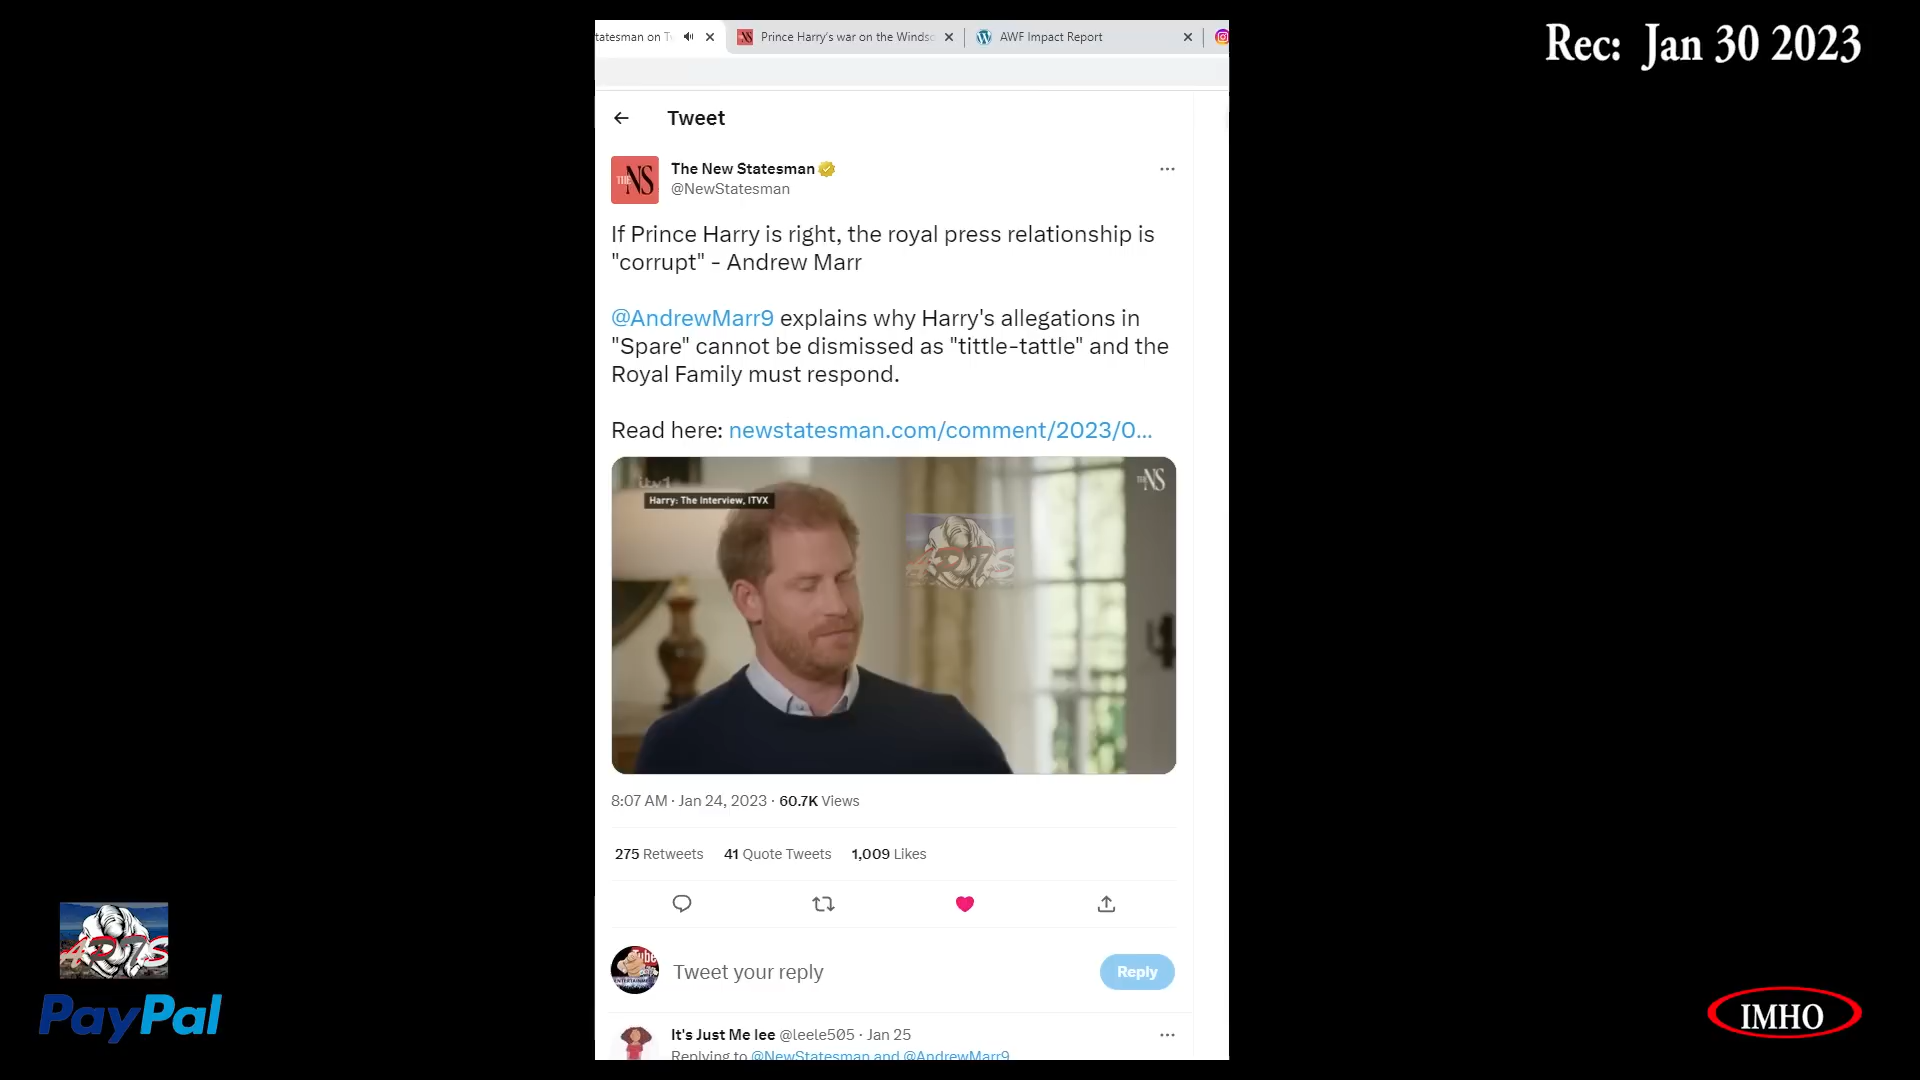 tatesman on T
Prince Harry's war on the Windso
AWF Impact Report
Rec: Jan 30 2023
Tweet
THE NS
The New Statesman
@NewStatesman
If Prince Harry is right, the royal press relationship is
"corrupt" - Andrew Marr
@AndrewMarr9 explains why Harry's allegations in
"Spare" cannot be dismissed as "tittle-tattle" and the
Royal Family must respond.
Read here: newstatesman.com/comment/2023/0...
itv1
THE NS
Harry: The Interview, ITVX
8:07 AM · Jan 24, 2023 · 60.7K Views
275 Retweets 41 Quote Tweets 1,009 Likes
Tweet your reply
Reply
PayPal
IMHO
It's Just Me lee @leele505 · Jan 25
Replying to @NewStatesman and @AndrewMarr9